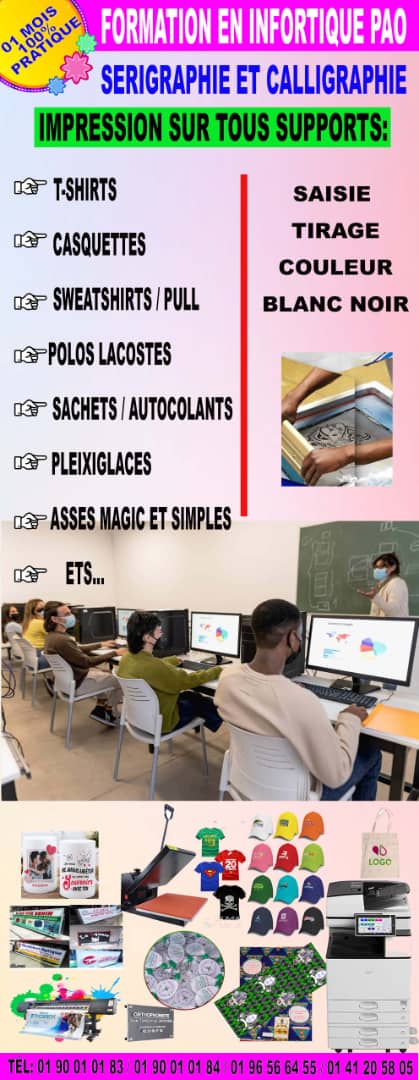 01 MOIS
100%
PRATIQUE
FORMATION EN INFORTIQUE PAO
SERIGRAPHIE ET CALLIGRAPHIE
IMPRESSION SUR TOUS SUPPORTS:
T-SHIRTS
CASQUETTES
SWEATSHIRTS / PULL
POLOS LACOSTES
SACHETS / AUTOCOLANTS
PLEIXIGLACES
ASSES MAGIC ET SIMPLES
ETS...
SAISIE
TIRAGE
COULEUR
BLANC NOIR
20
LOGO
ORTHOPHONISTE
TEL: 01 90 01 01 83 / 01 90 01 01 84 / 01 96 56 64 55 / 01 41 20 58 05